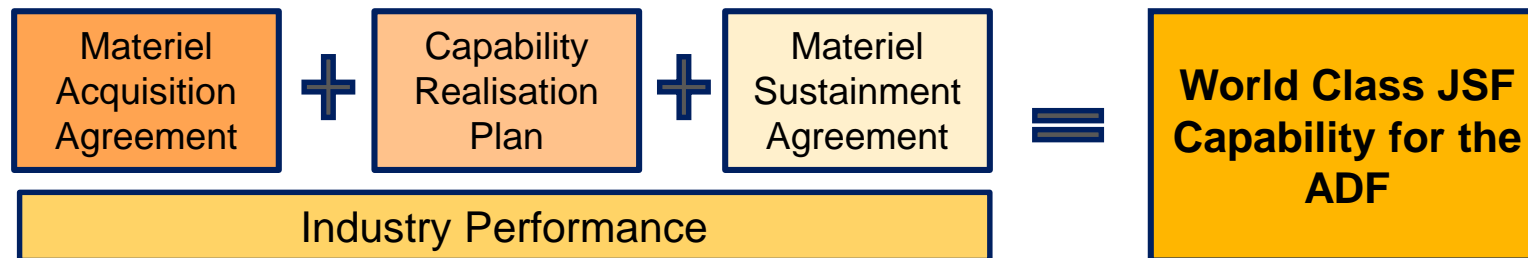 Materiel
Acquisition
Agreement
Capability
Realisation
Plan
Materiel
Sustainment
Agreement
World Class JSF
Capability for the
ADF
Industry Performance